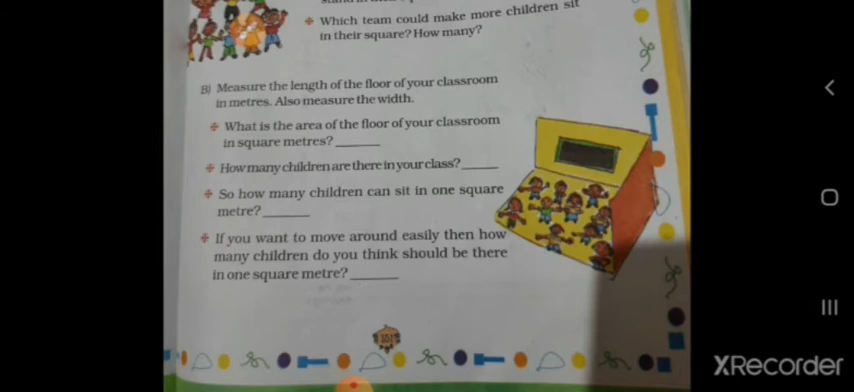 Which team could make more children sit
in their square? How many?
B) Measure the length of the floor of your classroom
in metres. Also measure the width.
What is the area of the floor of your classroom
in square metres?
How many children are there in your class?
So how many children can sit in one square
metre?
If you want to move around easily then how
many children do you think should be there
in one square metre?
151
XRecorder